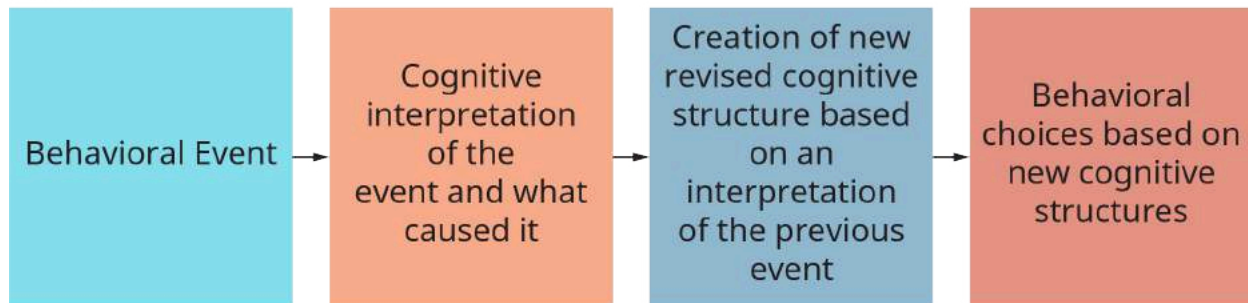 Behavioral Event
Cognitive
interpretation
of the
event and what
caused it
Creation of new
revised cognitive
structure based
on an
interpretation
of the previous
event
Behavioral
choices based on
new cognitive
structures